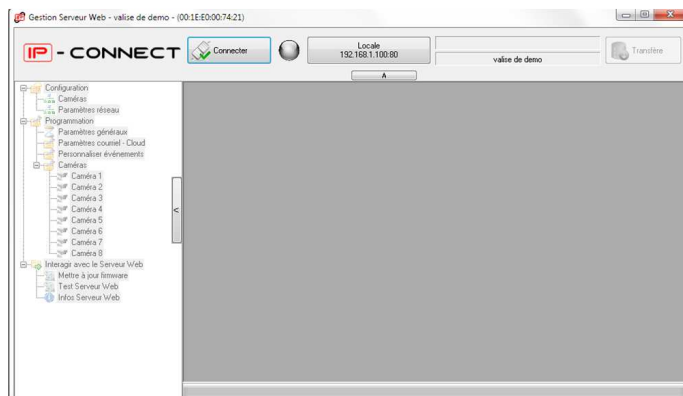 Gestion Serveur Web - valise de demo - (00:1E:E0:00:74:21)
IP - CONNECT
Connecter
Locale
192.168.1.100:80
valise de demo
Transfère
A
Configuration
Caméras
Paramètres réseau
Programmation
Paramètres généraux
Paramètres courriel - Cloud
Personnaliser événements
Caméras
Caméra 1
Caméra 2
Caméra 3
Caméra 4
<
Caméra 5
Caméra 6
Caméra 7
Caméra 8
Interagir avec le Serveur Web
Mettre à jour firmware
Test Serveur Web
Infos Serveur Web